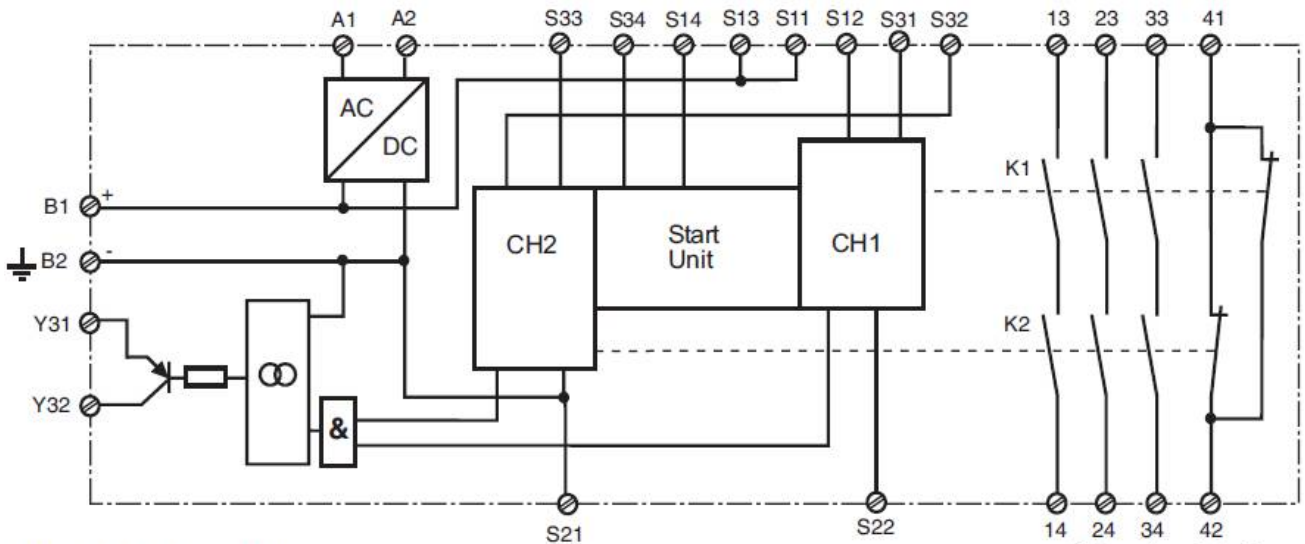 A1 A2 S33 S34 S14 S13 S11 S12 S31 S32 13 23 33 41
AC
DC
K1
B1 +
CH2
Start
Unit
CH1
B2 -
Y31
K2
Y32
&
S21 S22 14 24 34 42